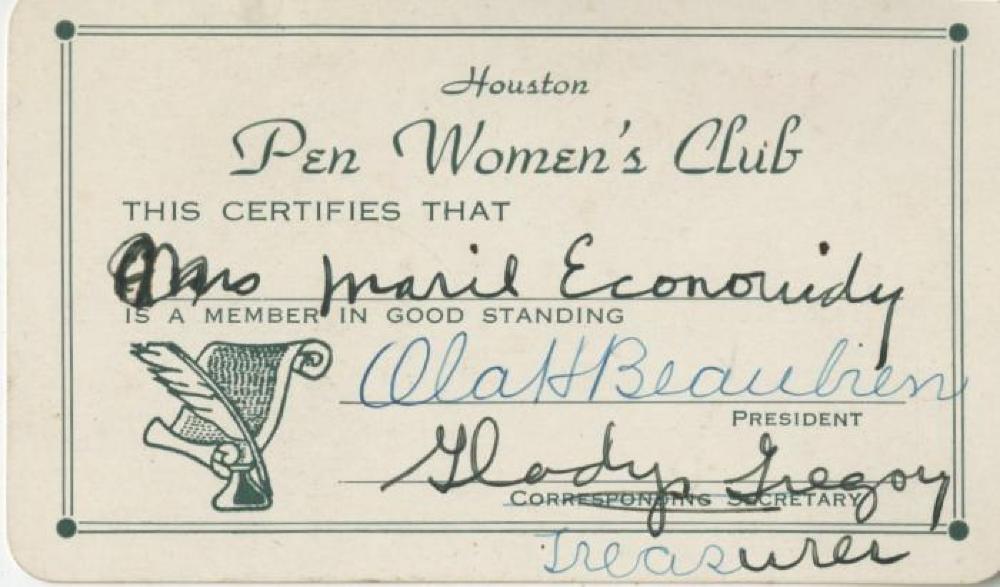 Houston
Pen Women's Club
THIS CERTIFIES THAT
Mrs Marie Economidy
IS A MEMBER IN GOOD STANDING
Ola H Beaubien
PRESIDENT
Gladys Gregory
CORRESPONDING SECRETARY
Treasurer